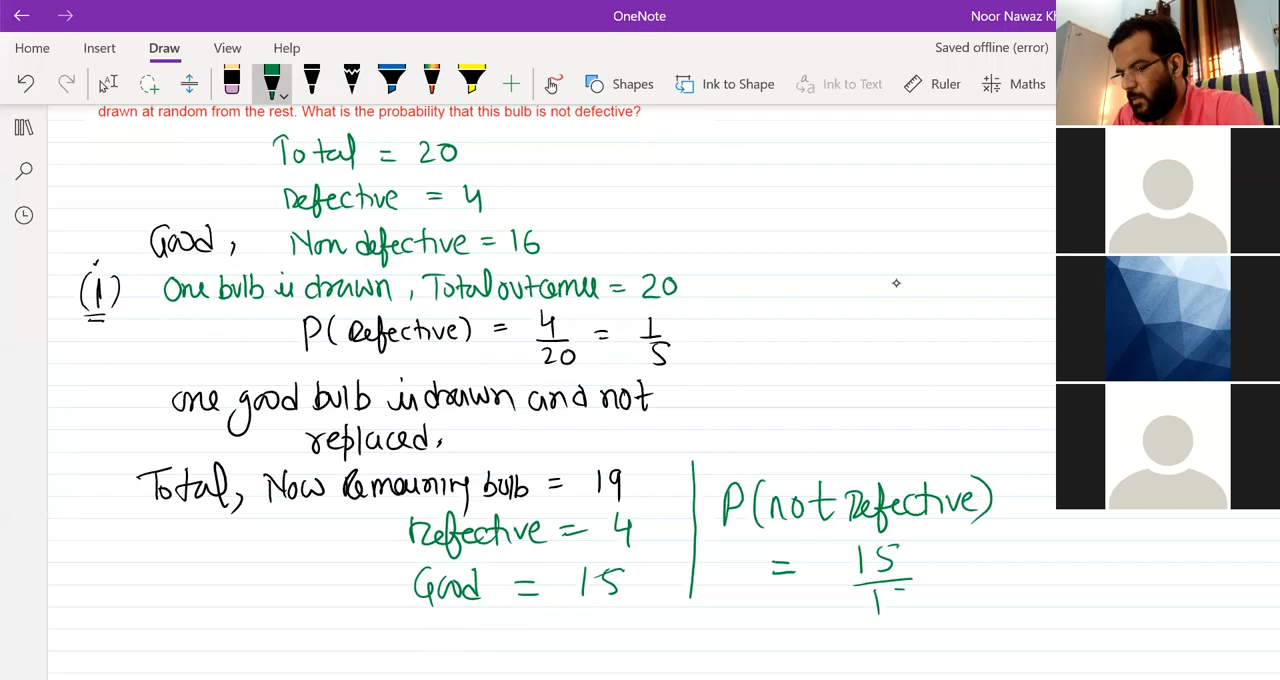 OneNote
Noor Nawaz Kh
Home Insert Draw View Help
Saved offline (error)
Shapes Ink to Shape Ink to Text Ruler Maths
drawn at random from the rest. What is the probability that this bulb is not defective?
Total = 20
Defective = 4
Good, Non defective = 16
(i) One bulb is drawn, Total outcomes = 20
P(Defective) = 4/20 = 1/5
one good bulb is drawn and not
replaced.
Total, Now Remaining bulb = 19
Defective = 4
Good = 15
P(not Defective)
= 15/1